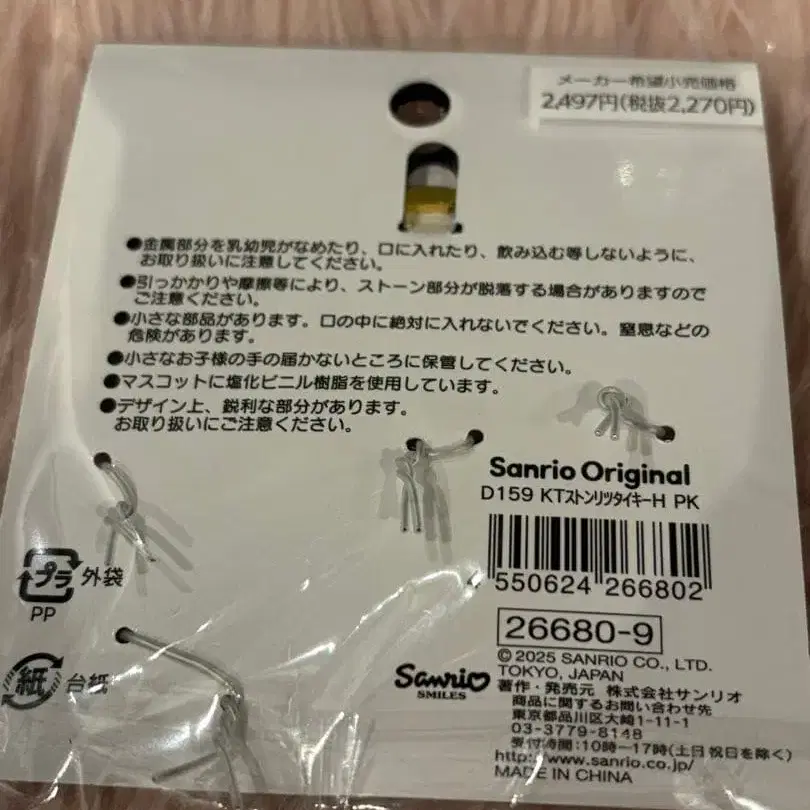 メーカー希望小売価格
2,497円(税抜2,270円)
●金属部分を乳幼児がなめたり、口に入れたり、飲み込む等しないように、
お取り扱いに注意してください。
●引っかかりや摩擦等により、ストーン部分が脱落する場合がありますので
ご注意ください。
●小さな部品があります。口の中に絶対に入れないでください。窒息などの
危険があります。
●小さなお子様の手の届かないところに保管してください。
●マスコットに塩化ビニル樹脂を使用しています。
●デザイン上、鋭利な部分があります。
お取り扱いにご注意ください。
Sanrio Original
D159 KTストンリツタイキーH PK
4 550624 266802
26680-9
プラ 外袋
PP
紙 台紙
Sanrio
SMILES
© 2025 SANRIO CO., LTD.
TOKYO, JAPAN
著作・発売元 株式会社サンリオ
商品に関するお問い合わせ先
東京都品川区大崎1-11-1
03-3779-8148
受付時間:10時〜17時(土日祝日を除く)
http://www.sanrio.co.jp/
MADE IN CHINA